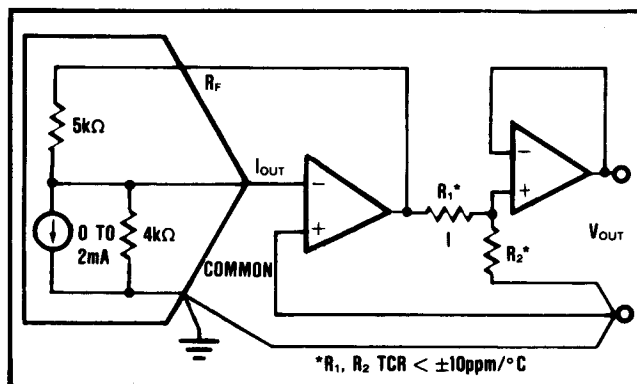 R_F
5kΩ
I_OUT
−
+
R₁*
I
−
+
R₂*
V_OUT
0 TO
2mA
4kΩ
COMMON
*R₁, R₂ TCR < ±10ppm/°C